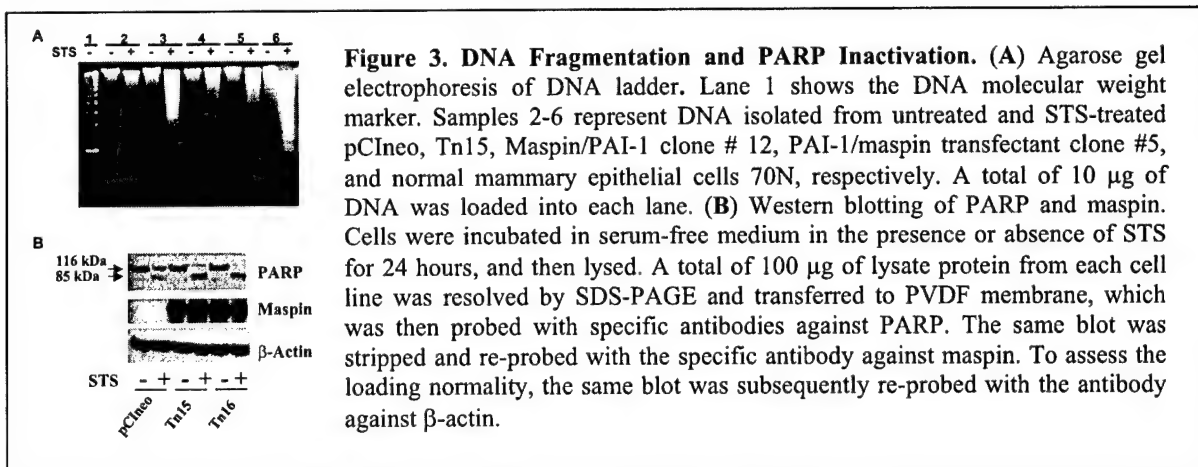 A
1 2 3 4 5 6
STS - - + - + - + - + - +
B
116 kDa
85 kDa
PARP
Maspin
β-Actin
STS - + - + - +
pCIneo Tn15 Tn16
Figure 3. DNA Fragmentation and PARP Inactivation. (A) Agarose gel
electrophoresis of DNA ladder. Lane 1 shows the DNA molecular weight
marker. Samples 2-6 represent DNA isolated from untreated and STS-treated
pCIneo, Tn15, Maspin/PAI-1 clone # 12, PAI-1/maspin transfectant clone #5,
and normal mammary epithelial cells 70N, respectively. A total of 10 μg of
DNA was loaded into each lane. (B) Western blotting of PARP and maspin.
Cells were incubated in serum-free medium in the presence or absence of STS
for 24 hours, and then lysed. A total of 100 μg of lysate protein from each cell
line was resolved by SDS-PAGE and transferred to PVDF membrane, which
was then probed with specific antibodies against PARP. The same blot was
stripped and re-probed with the specific antibody against maspin. To assess the
loading normality, the same blot was subsequently re-probed with the antibody
against β-actin.